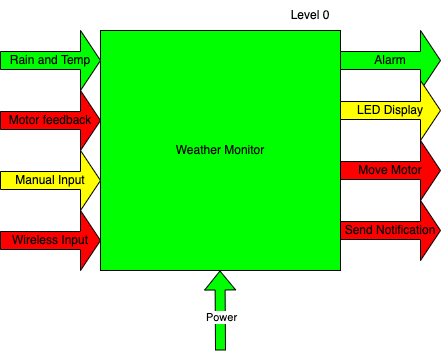 Level 0
Rain and Temp
Alarm
Motor feedback
LED Display
Weather Monitor
Manual Input
Move Motor
Wireless Input
Send Notification
Power